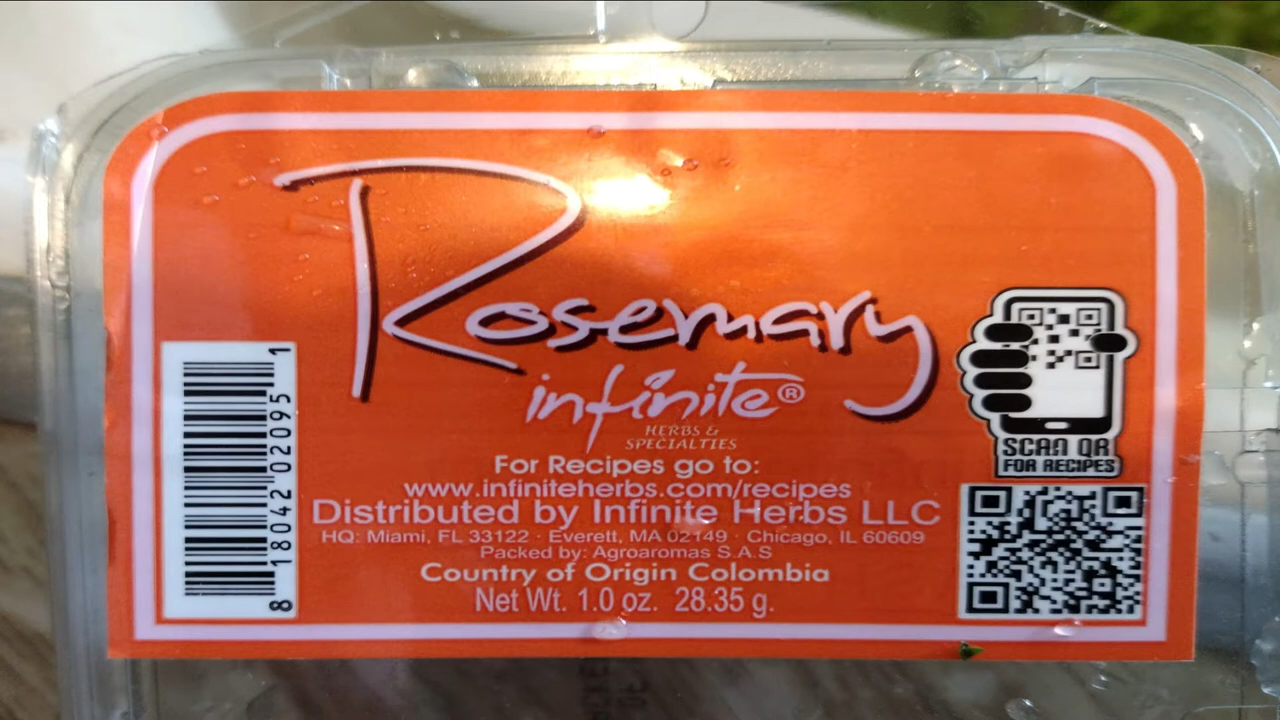 Rosemary
infinite®
HERBS &
SPECIALTIES
For Recipes go to:
www.infiniteherbs.com/recipes
Distributed by Infinite Herbs LLC
HQ: Miami, FL 33122 · Everett, MA 02149 · Chicago, IL 60609
Packed by: Agroaromas S.A.S
Country of Origin Colombia
Net Wt. 1.0 oz. 28.35 g.
8 18042 02095 1
SCAN QR
FOR RECIPES